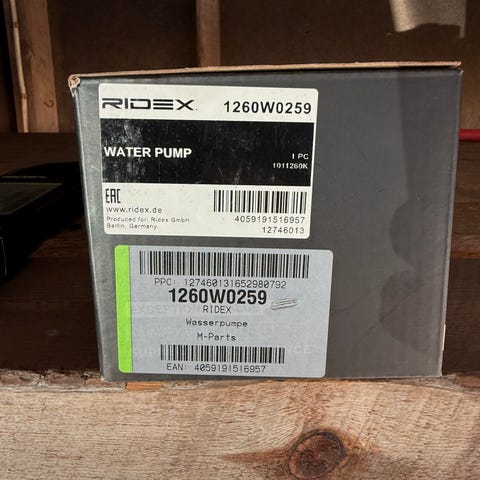 RIDEX. 1260W0259
WATER PUMP
1 PC
1011260K
EAC
www.ridex.de
Produced for: Ridex GmbH
Berlin, Germany
4059191516957
12746013
PPC: 127460131652980792
1260W0259
RIDEX
Wasserpumpe
M-Parts
EAN: 4059191516957